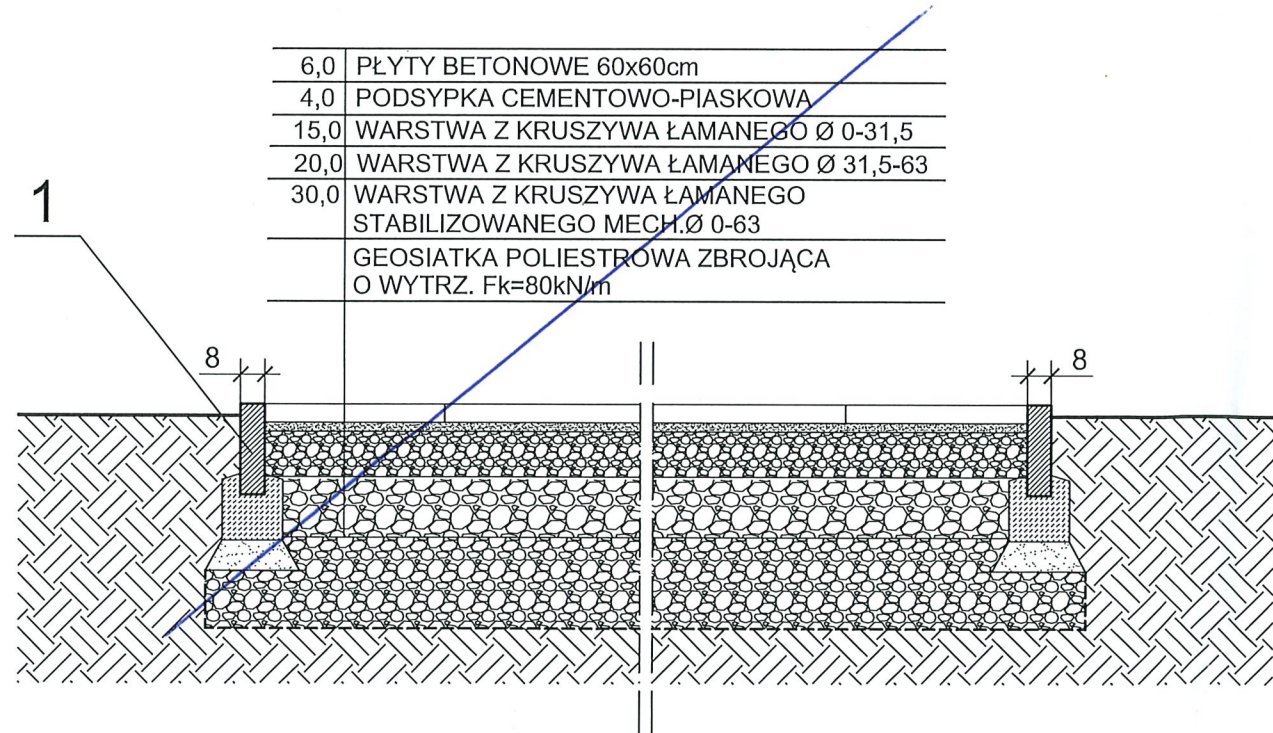 6,0 PŁYTY BETONOWE 60x60cm
4,0 PODSYPKA CEMENTOWO-PIASKOWA
15,0 WARSTWA Z KRUSZYWA ŁAMANEGO Ø 0-31,5
20,0 WARSTWA Z KRUSZYWA ŁAMANEGO Ø 31,5-63
30,0 WARSTWA Z KRUSZYWA ŁAMANEGO
STABILIZOWANEGO MECH.Ø 0-63
GEOSIATKA POLIESTROWA ZBROJĄCA
O WYTRZ. Fk=80kN/m
1
8
8